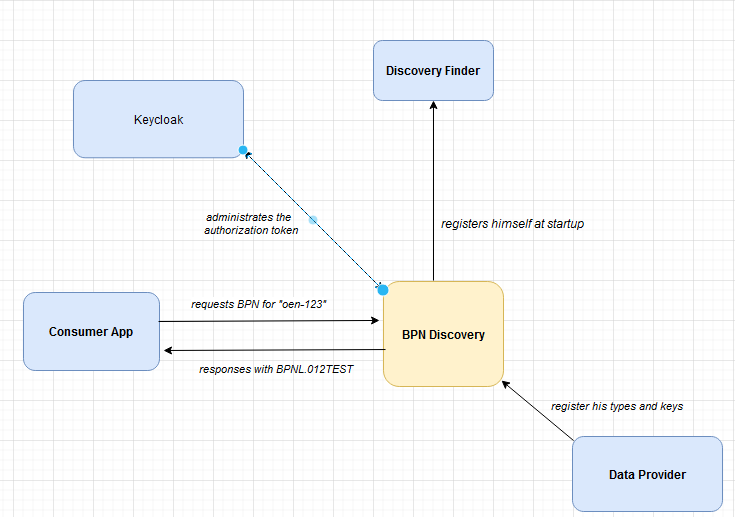 Discovery Finder
Keycloak
administrates the
authorization token
registers himself at startup
requests BPN for "oen-123"
Consumer App
BPN Discovery
responses with BPNL.012TEST
register his types and keys
Data Provider